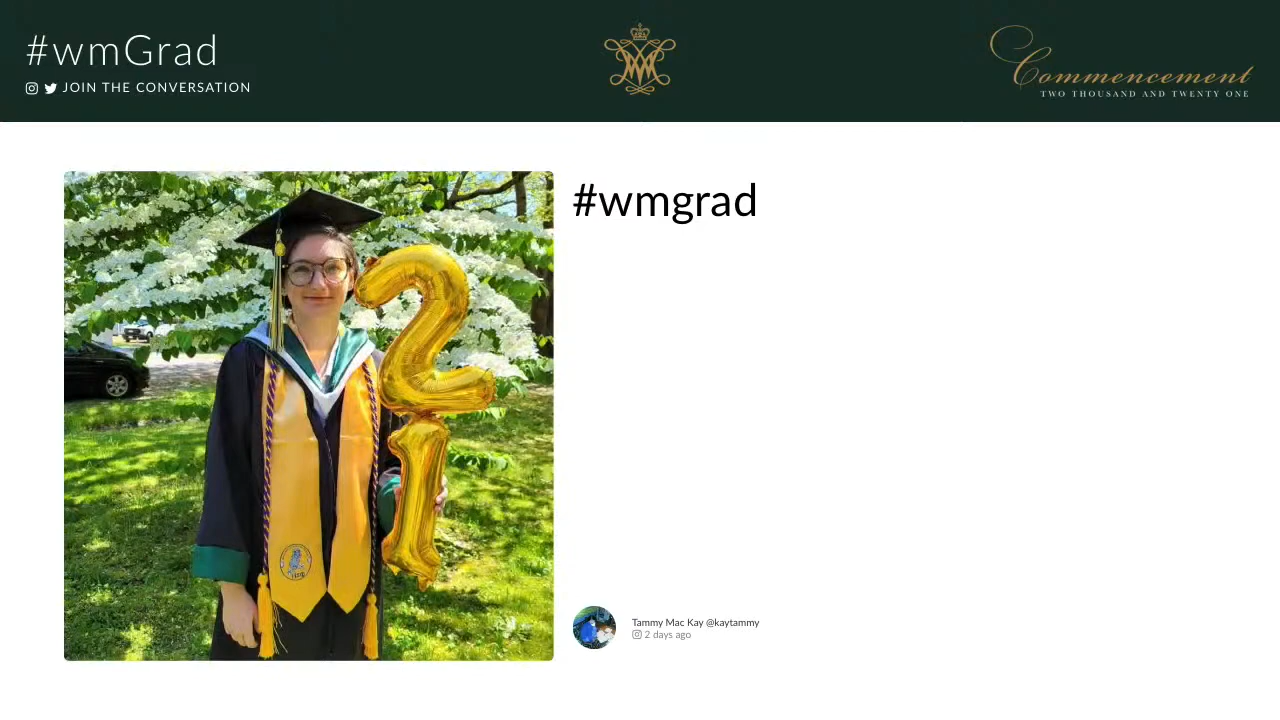 #wmGrad
JOIN THE CONVERSATION
Commencement
TWO THOUSAND AND TWENTY ONE
#wmgrad
21
Tammy Mac Kay @kaytammy
2 days ago